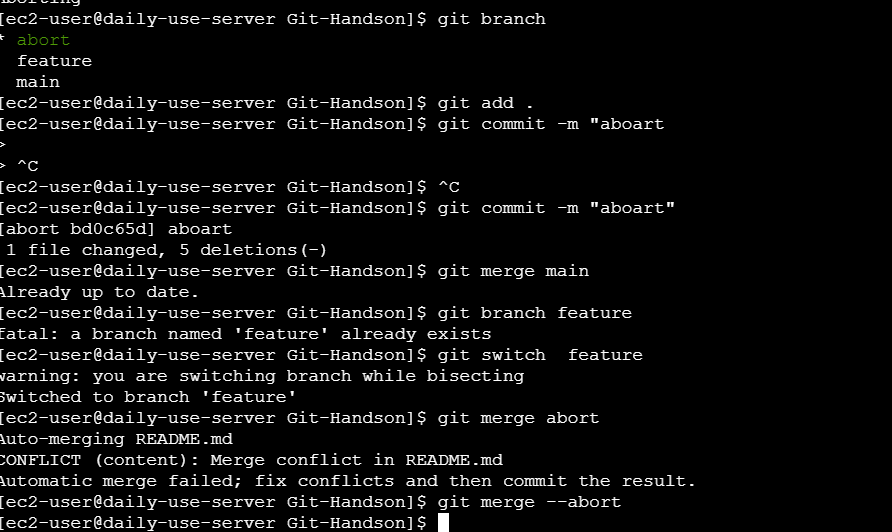 Aborting
[ec2-user@daily-use-server Git-Handson]$ git branch
* abort
  feature
  main
[ec2-user@daily-use-server Git-Handson]$ git add .
[ec2-user@daily-use-server Git-Handson]$ git commit -m "aboart
>
> ^C
[ec2-user@daily-use-server Git-Handson]$ ^C
[ec2-user@daily-use-server Git-Handson]$ git commit -m "aboart"
[abort bd0c65d] aboart
 1 file changed, 5 deletions(-)
[ec2-user@daily-use-server Git-Handson]$ git merge main
Already up to date.
[ec2-user@daily-use-server Git-Handson]$ git branch feature
fatal: a branch named 'feature' already exists
[ec2-user@daily-use-server Git-Handson]$ git switch  feature
warning: you are switching branch while bisecting
Switched to branch 'feature'
[ec2-user@daily-use-server Git-Handson]$ git merge abort
Auto-merging README.md
CONFLICT (content): Merge conflict in README.md
Automatic merge failed; fix conflicts and then commit the result.
[ec2-user@daily-use-server Git-Handson]$ git merge --abort
[ec2-user@daily-use-server Git-Handson]$